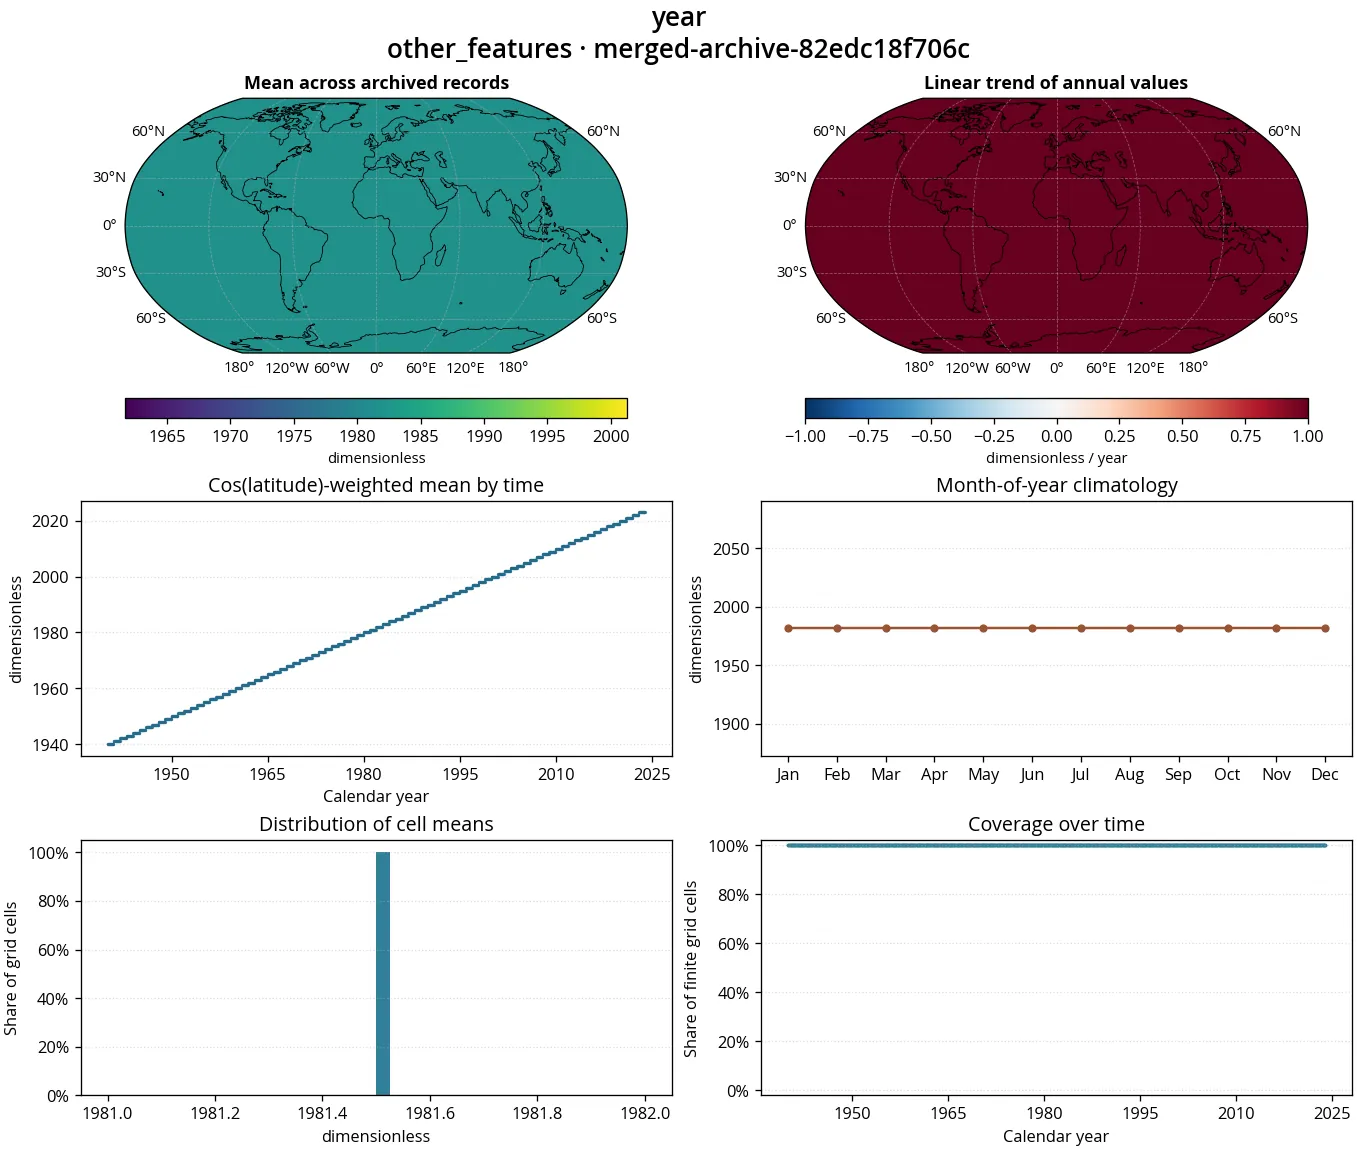 year
other_features · merged-archive-82edc18f706c
Mean across archived records
60°N
60°N
30°N
0°
30°S
60°S
60°S
180° 120°W 60°W 0° 60°E 120°E 180°
1965 1970 1975 1980 1985 1990 1995 2000
dimensionless
Linear trend of annual values
60°N
60°N
30°N
0°
30°S
60°S
60°S
180° 120°W 60°W 0° 60°E 120°E 180°
−1.00 −0.75 −0.50 −0.25 0.00 0.25 0.50 0.75 1.00
dimensionless / year
Cos(latitude)-weighted mean by time
dimensionless
2020
2000
1980
1960
1940
1950 1965 1980 1995 2010 2025
Calendar year
Month-of-year climatology
dimensionless
2050
2000
1950
1900
Jan Feb Mar Apr May Jun Jul Aug Sep Oct Nov Dec
Distribution of cell means
Share of grid cells
100%
80%
60%
40%
20%
0%
1981.0 1981.2 1981.4 1981.6 1981.8 1982.0
dimensionless
Coverage over time
Share of finite grid cells
100%
80%
60%
40%
20%
0%
1950 1965 1980 1995 2010 2025
Calendar year